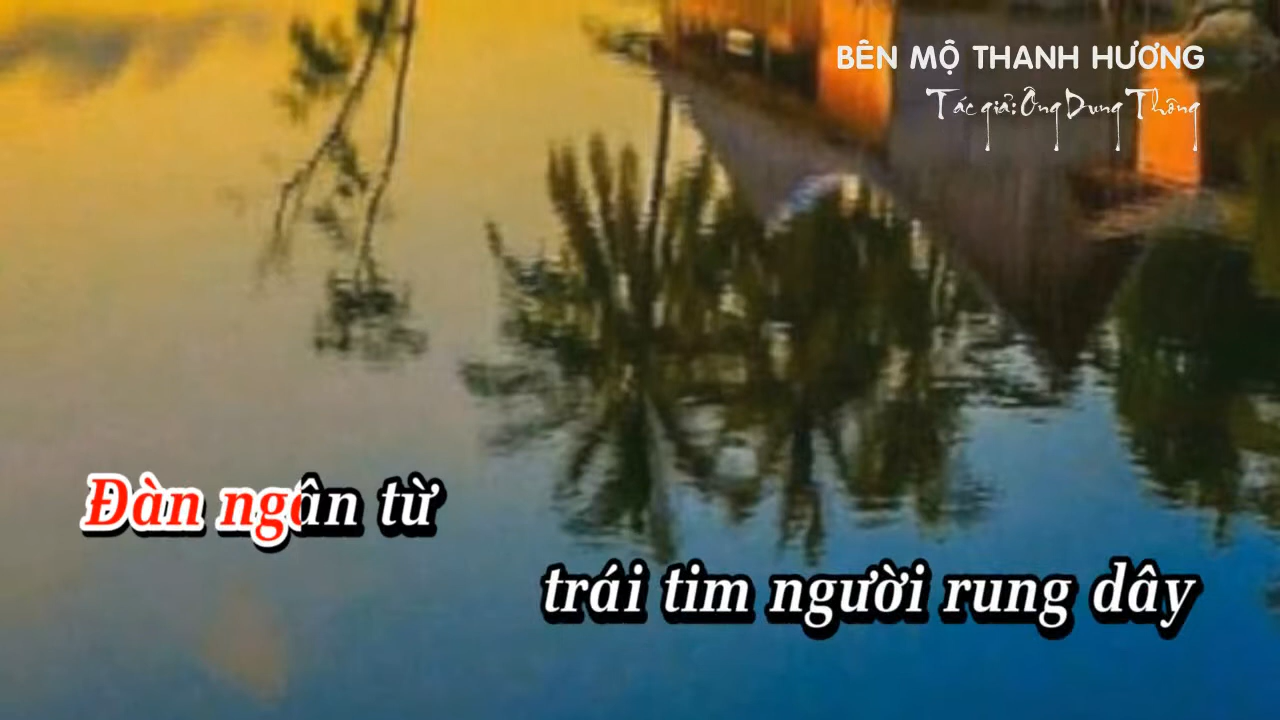 BÊN MỘ THANH HƯƠNG
Tác giả: Ông Dung Thông
Đàn ngân từ
trái tim người rung dây